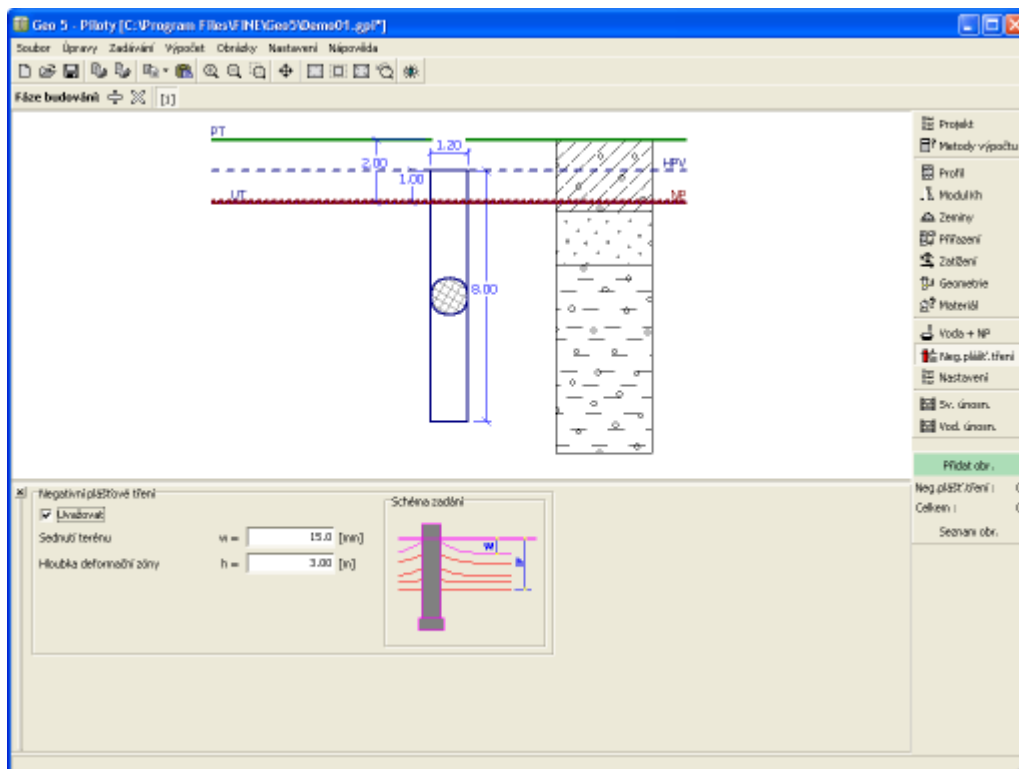 Geo 5 - Piloty [C:\Program Files\FINE\Geo5\Demo01.gpi*]
Soubor Úpravy Zadávání Výpočet Obrázky Nastavení Nápověda
Fáze budování: [1]
PT
1.20
2.00
HPV
1.00
UT
NP
8.00
Projekt
Metody výpočtu
Profil
Modul kh
Zeminy
Přiřazení
Zatížení
Geometrie
Materiál
Voda + NP
Neg.plášť.tření
Nastavení
Sv. únosn.
Vod. únosn.
Přidat obr.
Neg.plášť.tření :
Celkem :
Seznam obr.
Negativní plášťové tření
Uvažovat
Sednutí terénu w = 15.0 [mm]
Hloubka deformační zóny h = 3.00 [m]
Schéma zadání
w
h